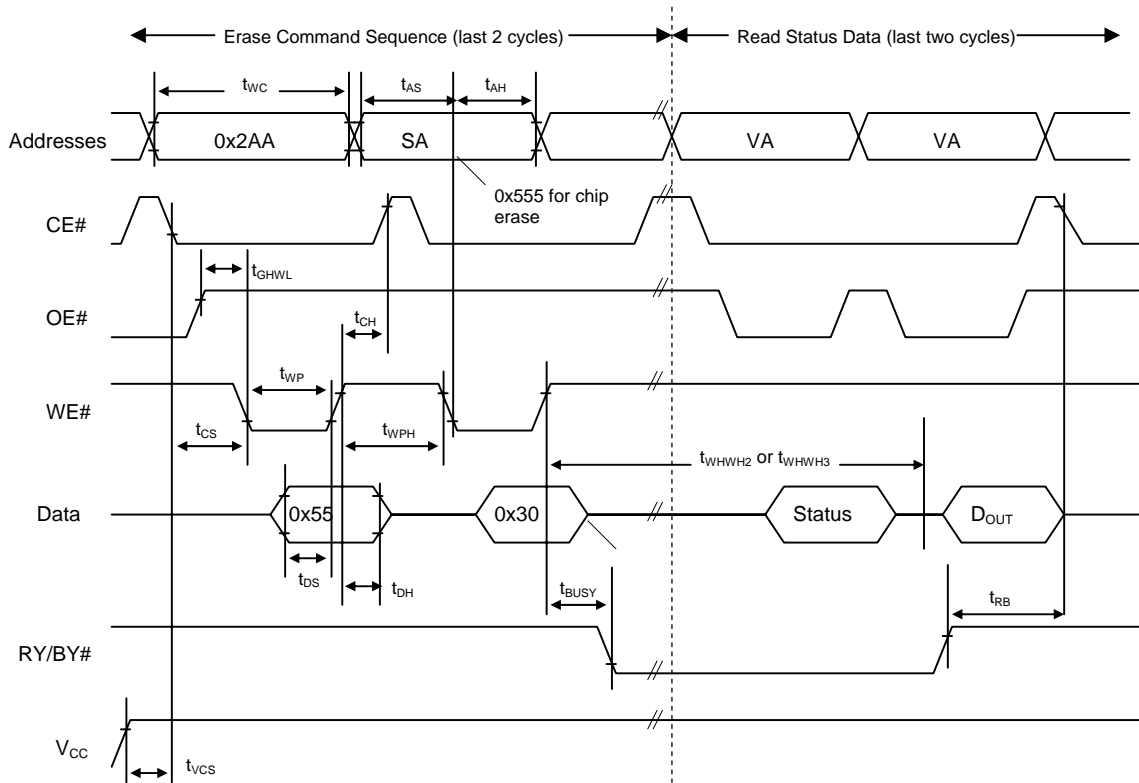 Erase Command Sequence (last 2 cycles) Read Status Data (last two cycles)
tWC tAS tAH
Addresses 0x2AA SA VA VA
0x555 for chip
erase
CE#
tGHWL
OE#
tCH
tWP
WE#
tCS tWPH
tWHWH2 or tWHWH3
Data 0x55 0x30 Status DOUT
tDS tDH tBUSY tRB
RY/BY#
VCC
tVCS